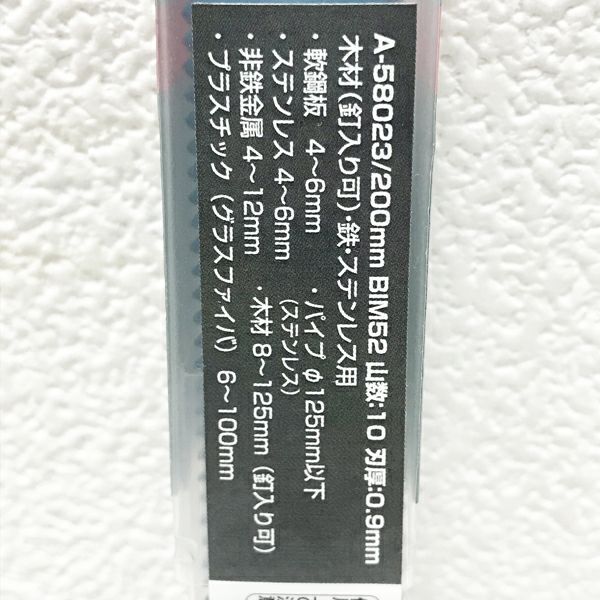 A-58023/200mm BIM52 山数:10 刃厚:0.9mm
木材(釘入り可)・鉄・ステンレス用
・軟鋼板 4~6mm ・パイプ φ125mm以下
・ステンレス 4~6mm (ステンレス)
・非鉄金属 4~12mm ・木材 8~125mm (釘入り可)
・プラスチック (グラスファイバ) 6~100mm